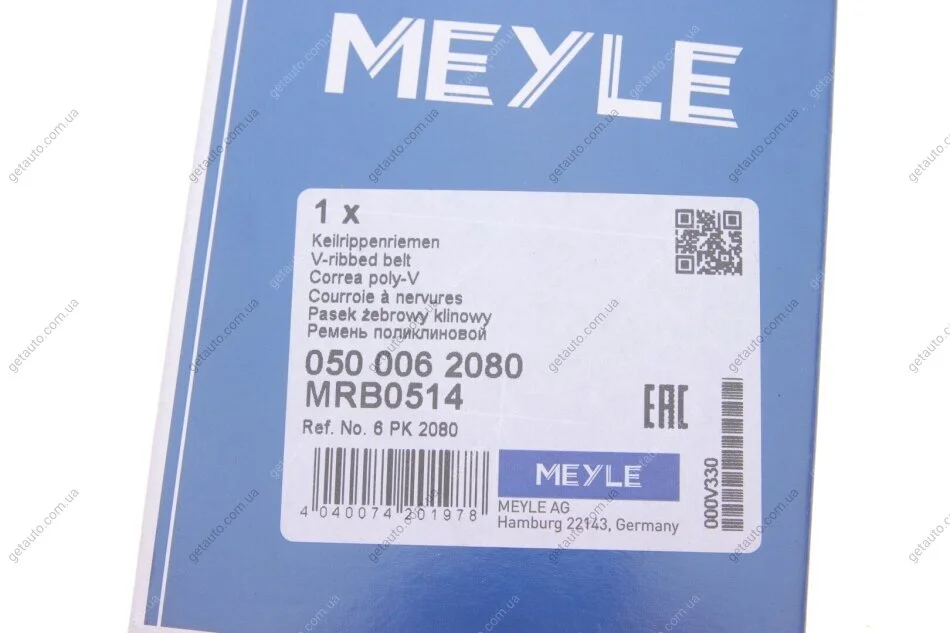 MEYLE
1 x
Keilrippenriemen
V-ribbed belt
Correa poly-V
Courroie à nervures
Pasek żebrowy klinowy
Ремень поликлиновой
050 006 2080
MRB0514
Ref. No. 6 PK 2080
4 040074 201978
EAC
MEYLE
MEYLE AG
Hamburg 22143, Germany
000V330
getauto.com.ua